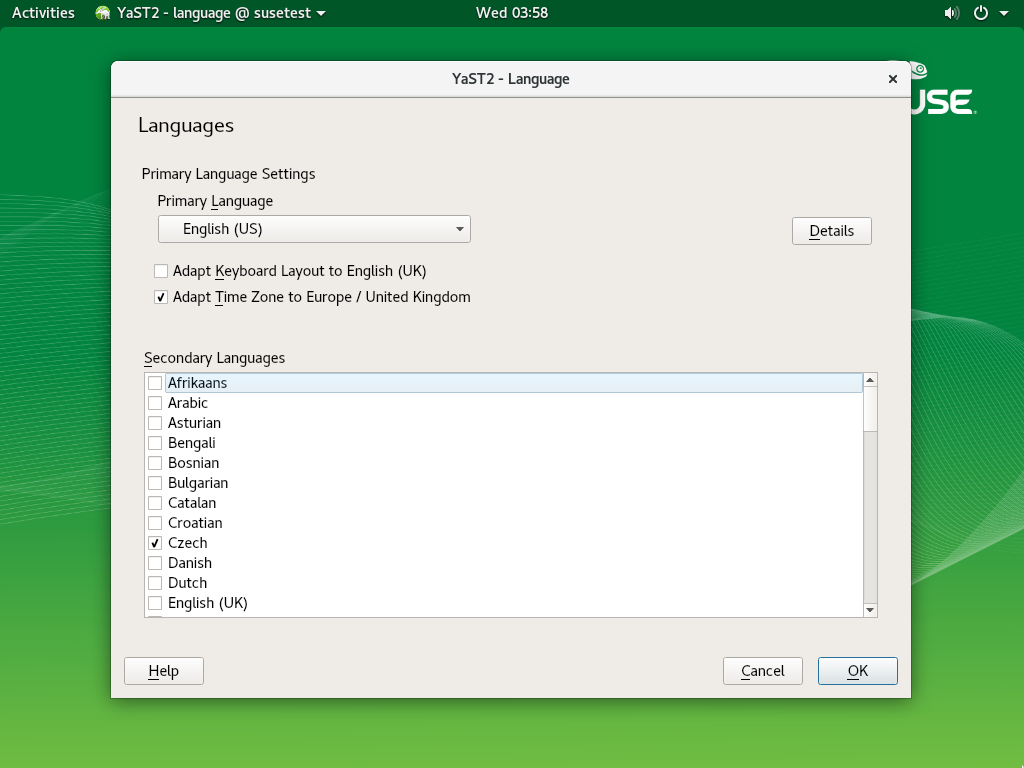 Activities YaST2 - language @ susetest Wed 03:58
YaST2 - Language
USE
Languages
Primary Language Settings
Primary Language
English (US)
Details
Adapt Keyboard Layout to English (UK)
Adapt Time Zone to Europe / United Kingdom
Secondary Languages
Afrikaans
Arabic
Asturian
Bengali
Bosnian
Bulgarian
Catalan
Croatian
Czech
Danish
Dutch
English (UK)
Help Cancel OK